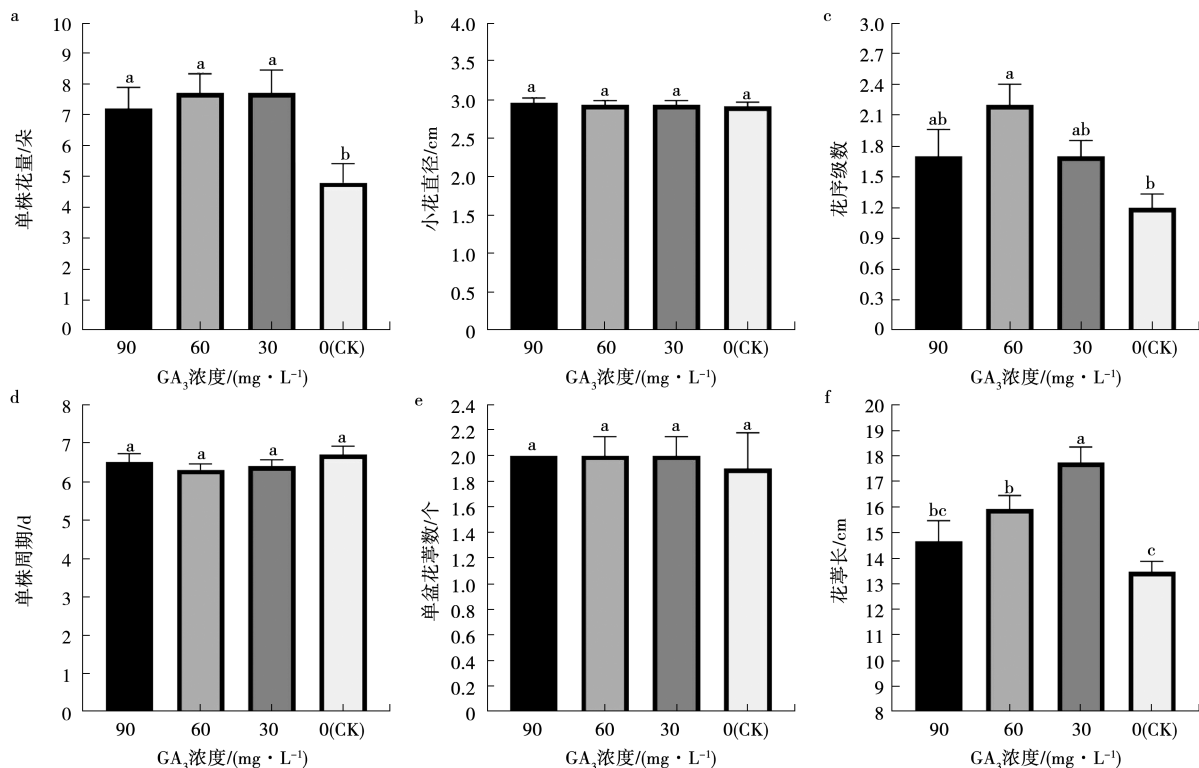 a
单株花量/朵
10
9
8
7
6
5
4
3
2
1
0
a
a
a
b
90
60
30
0(CK)
GA₃浓度/(mg·L⁻¹)
b
小花直径/cm
4.0
3.5
3.0
2.5
2.0
1.5
1.0
0.5
0
a
a
a
a
90
60
30
0(CK)
GA₃浓度/(mg·L⁻¹)
c
花序级数
3.0
2.7
2.4
2.1
1.8
1.5
1.2
0.9
0.6
0.3
0
ab
a
ab
b
90
60
30
0(CK)
GA₃浓度/(mg·L⁻¹)
d
单株周期/d
8
7
6
5
4
3
2
1
0
a
a
a
a
90
60
30
0(CK)
GA₃浓度/(mg·L⁻¹)
e
单盆花葶数/个
2.4
2.2
2.0
1.8
1.6
1.4
1.2
1.0
0.8
0.6
0.4
0.2
0
a
a
a
a
90
60
30
0(CK)
GA₃浓度/(mg·L⁻¹)
f
花葶长/cm
20
19
18
17
16
15
14
13
12
11
10
9
8
bc
b
a
c
90
60
30
0(CK)
GA₃浓度/(mg·L⁻¹)